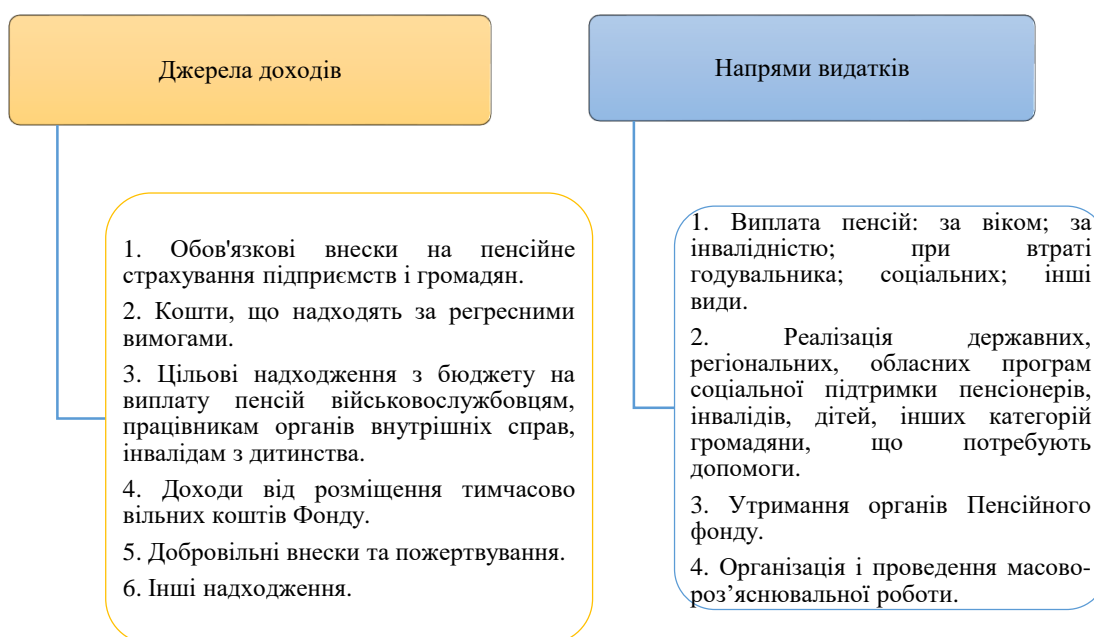 Джерела доходів
1. Обов'язкові внески на пенсійне
страхування підприємств і громадян.
2. Кошти, що надходять за регресними
вимогами.
3. Цільові надходження з бюджету на
виплату пенсій військовослужбовцям,
працівникам органів внутрішніх справ,
інвалідам з дитинства.
4. Доходи від розміщення тимчасово
вільних коштів Фонду.
5. Добровільні внески та пожертвування.
6. Інші надходження.
Напрями видатків
1. Виплата пенсій: за віком; за
інвалідністю; при втраті
годувальника; соціальних; інші
види.
2. Реалізація державних,
регіональних, обласних програм
соціальної підтримки пенсіонерів,
інвалідів, дітей, інших категорій
громадяни, що потребують
допомоги.
3. Утримання органів Пенсійного
фонду.
4. Організація і проведення масово-
роз’яснювальної роботи.